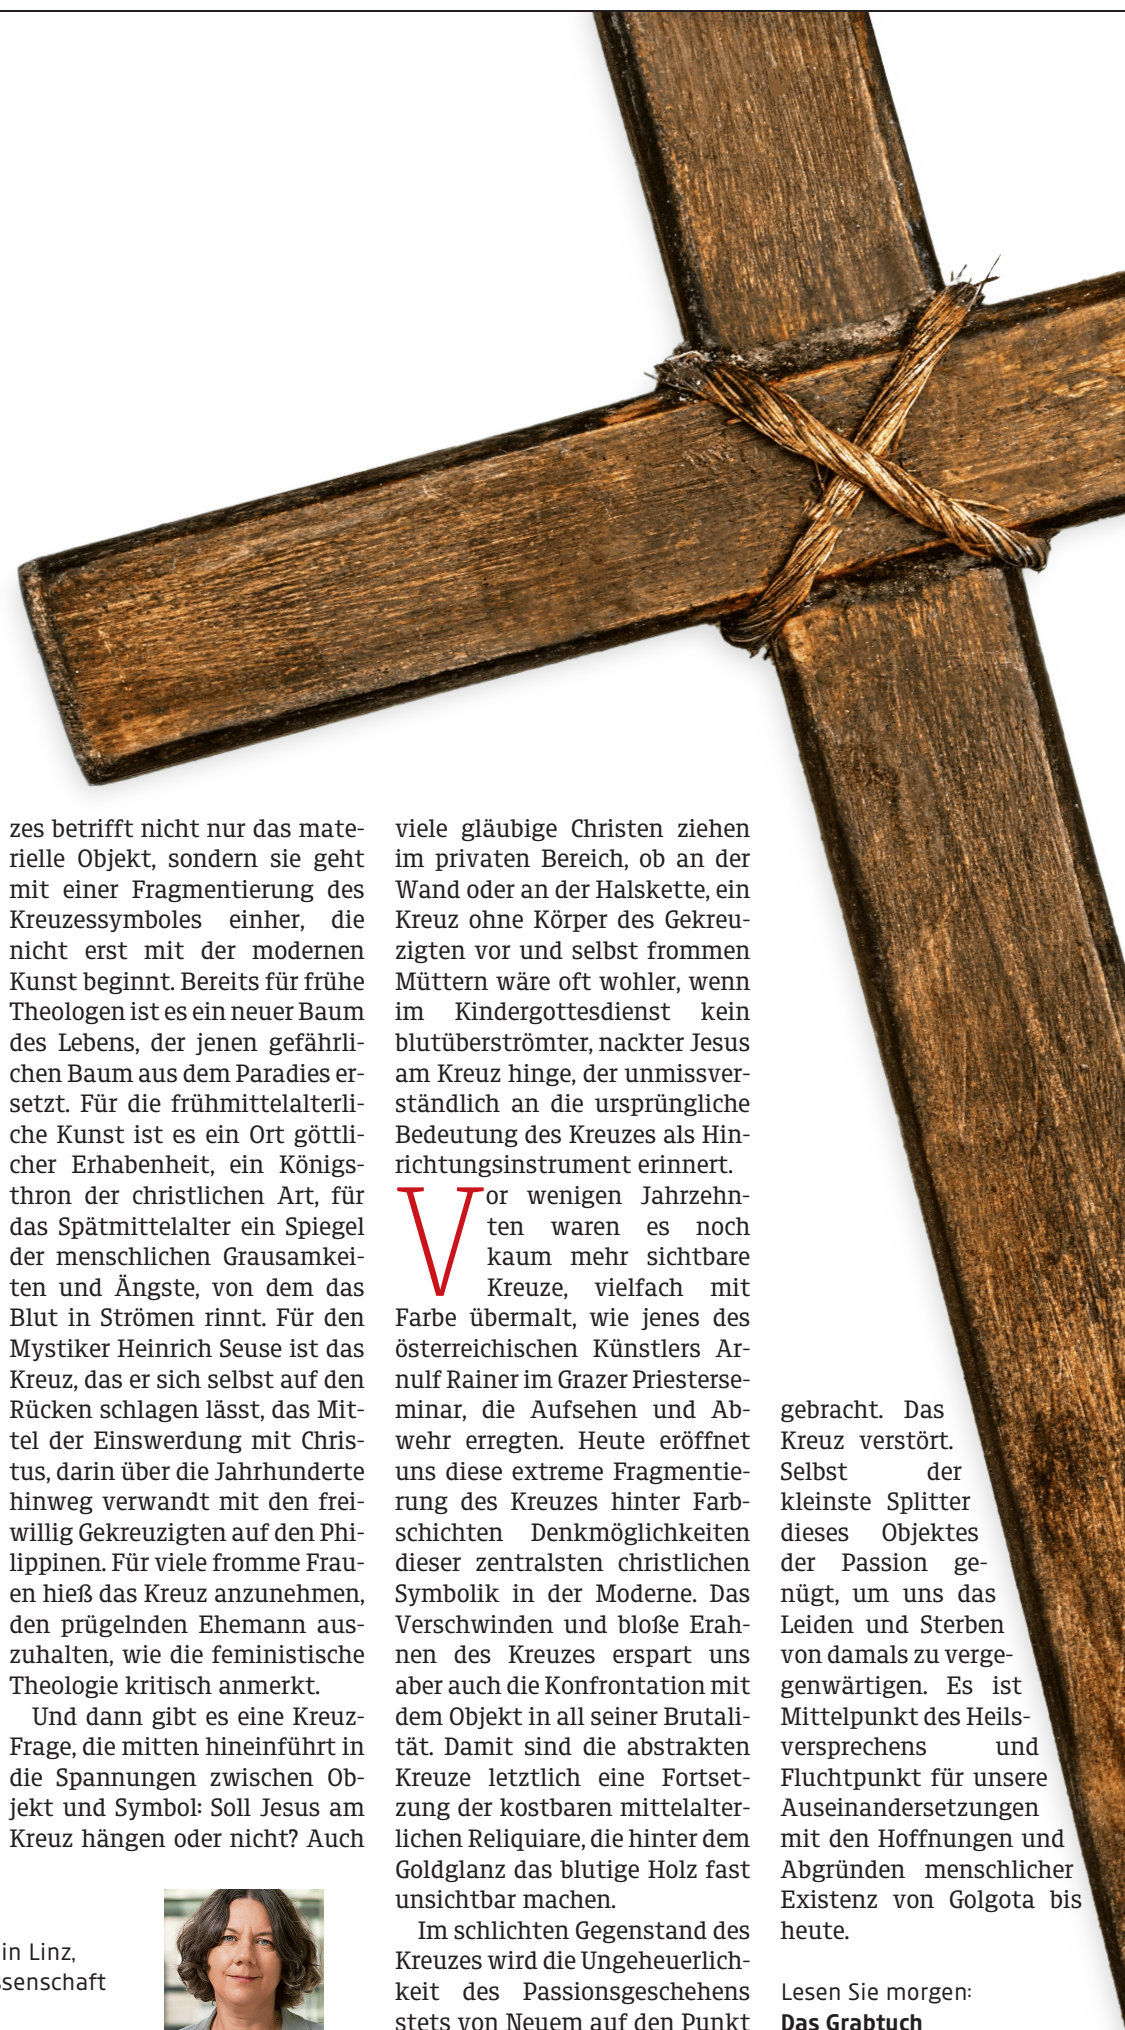 zes betrifft nicht nur das mate-
rielle Objekt, sondern sie geht
mit einer Fragmentierung des
Kreuzessymboles einher, die
nicht erst mit der modernen
Kunst beginnt. Bereits für frühe
Theologen ist es ein neuer Baum
des Lebens, der jenen gefährli-
chen Baum aus dem Paradies er-
setzt. Für die frühmittelalterli-
che Kunst ist es ein Ort göttli-
cher Erhabenheit, ein Königs-
thron der christlichen Art, für
das Spätmittelalter ein Spiegel
der menschlichen Grausamkei-
ten und Ängste, von dem das
Blut in Strömen rinnt. Für den
Mystiker Heinrich Seuse ist das
Kreuz, das er sich selbst auf den
Rücken schlagen lässt, das Mit-
tel der Einswerdung mit Chris-
tus, darin über die Jahrhunderte
hinweg verwandt mit den frei-
willig Gekreuzigten auf den Phi-
lippinen. Für viele fromme Frau-
en hieß das Kreuz anzunehmen,
den prügelnden Ehemann aus-
zuhalten, wie die feministische
Theologie kritisch anmerkt.
Und dann gibt es eine Kreuz-
Frage, die mitten hineinführt in
die Spannungen zwischen Ob-
jekt und Symbol: Soll Jesus am
Kreuz hängen oder nicht? Auch
viele gläubige Christen ziehen
im privaten Bereich, ob an der
Wand oder an der Halskette, ein
Kreuz ohne Körper des Gekreu-
zigten vor und selbst frommen
Müttern wäre oft wohler, wenn
im Kindergottesdienst kein
blutüberströmter, nackter Jesus
am Kreuz hinge, der unmissver-
ständlich an die ursprüngliche
Bedeutung des Kreuzes als Hin-
richtungsinstrument erinnert.
Vor wenigen Jahrzehn-
ten waren es noch
kaum mehr sichtbare
Kreuze, vielfach mit
Farbe übermalt, wie jenes des
österreichischen Künstlers Ar-
nulf Rainer im Grazer Priesterse-
minar, die Aufsehen und Ab-
wehr erregten. Heute eröffnet
uns diese extreme Fragmentie-
rung des Kreuzes hinter Farb-
schichten Denkmöglichkeiten
dieser zentralsten christlichen
Symbolik in der Moderne. Das
Verschwinden und bloße Erah-
nen des Kreuzes erspart uns
aber auch die Konfrontation mit
dem Objekt in all seiner Brutali-
tät. Damit sind die abstrakten
Kreuze letztlich eine Fortset-
zung der kostbaren mittelalter-
lichen Reliquiare, die hinter dem
Goldglanz das blutige Holz fast
unsichtbar machen.
Im schlichten Gegenstand des
Kreuzes wird die Ungeheuerlich-
keit des Passionsgeschehens
stets von Neuem auf den Punkt
gebracht. Das
Kreuz verstört.
Selbst der
kleinste Splitter
dieses Objektes
der Passion ge-
nügt, um uns das
Leiden und Sterben
von damals zu verge-
genwärtigen. Es ist
Mittelpunkt des Heils-
versprechens und
Fluchtpunkt für unsere
Auseinandersetzungen
mit den Hoffnungen und
Abgründen menschlicher
Existenz von Golgota bis
heute.
Lesen Sie morgen:
Das Grabtuch
in Linz,
ssenschaft